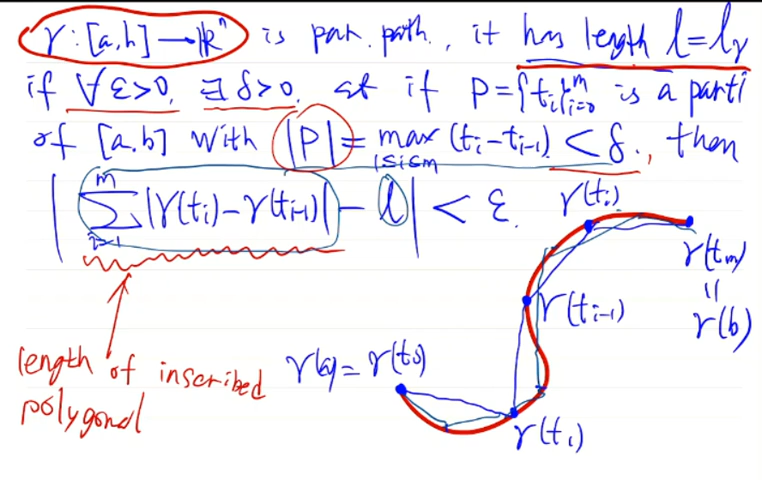 γ : [a,b] → ℝⁿ is par. path., it has length l = l_γ
if ∀ε>0, ∃δ>0, st if P = {t_i}_{i=0}^m is a parti
of [a,b] with |P| = max_{1≤i≤m} (t_i − t_{i−1}) < δ., then
| Σ_{i=1}^m |γ(t_i) − γ(t_{i−1})| − l | < ε.
γ(t_i)
γ(t_m)
=
γ(b)
γ(t_{i−1})
length of inscribed
polygonal
γ(a) = γ(t_0)
γ(t_1)